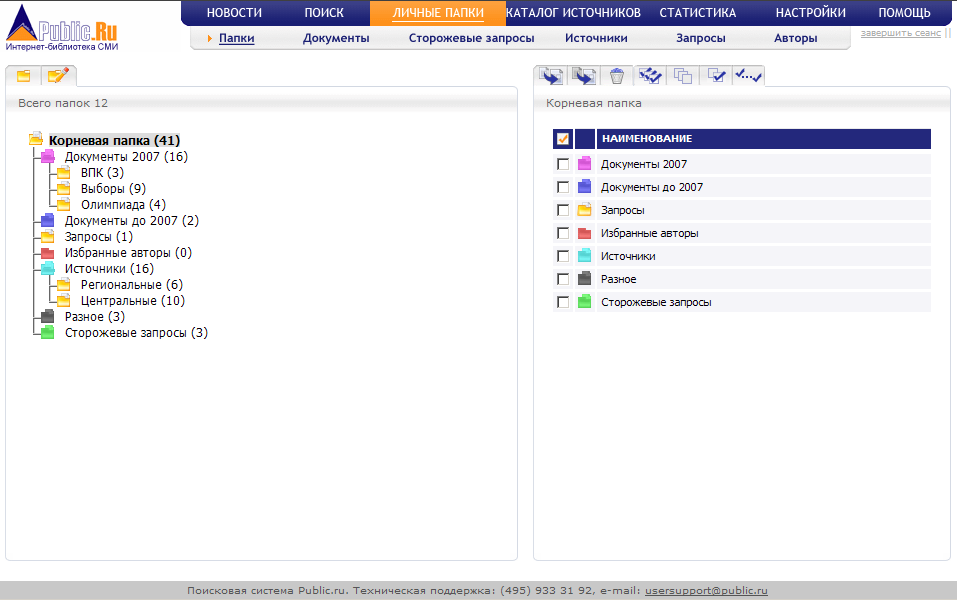 НОВОСТИ ПОИСК ЛИЧНЫЕ ПАПКИ КАТАЛОГ ИСТОЧНИКОВ СТАТИСТИКА НАСТРОЙКИ ПОМОЩЬ
Public.Ru
Интернет-библиотека СМИ
Папки Документы Сторожевые запросы Источники Запросы Авторы
завершить сеанс
Всего папок 12
Корневая папка (41)
Документы 2007 (16)
ВПК (3)
Выборы (9)
Олимпиада (4)
Документы до 2007 (2)
Запросы (1)
Избранные авторы (0)
Источники (16)
Региональные (6)
Центральные (10)
Разное (3)
Сторожевые запросы (3)
Корневая папка
НАИМЕНОВАНИЕ
Документы 2007
Документы до 2007
Запросы
Избранные авторы
Источники
Разное
Сторожевые запросы
Поисковая система Public.ru. Техническая поддержка: (495) 933 31 92, e-mail: usersupport@public.ru